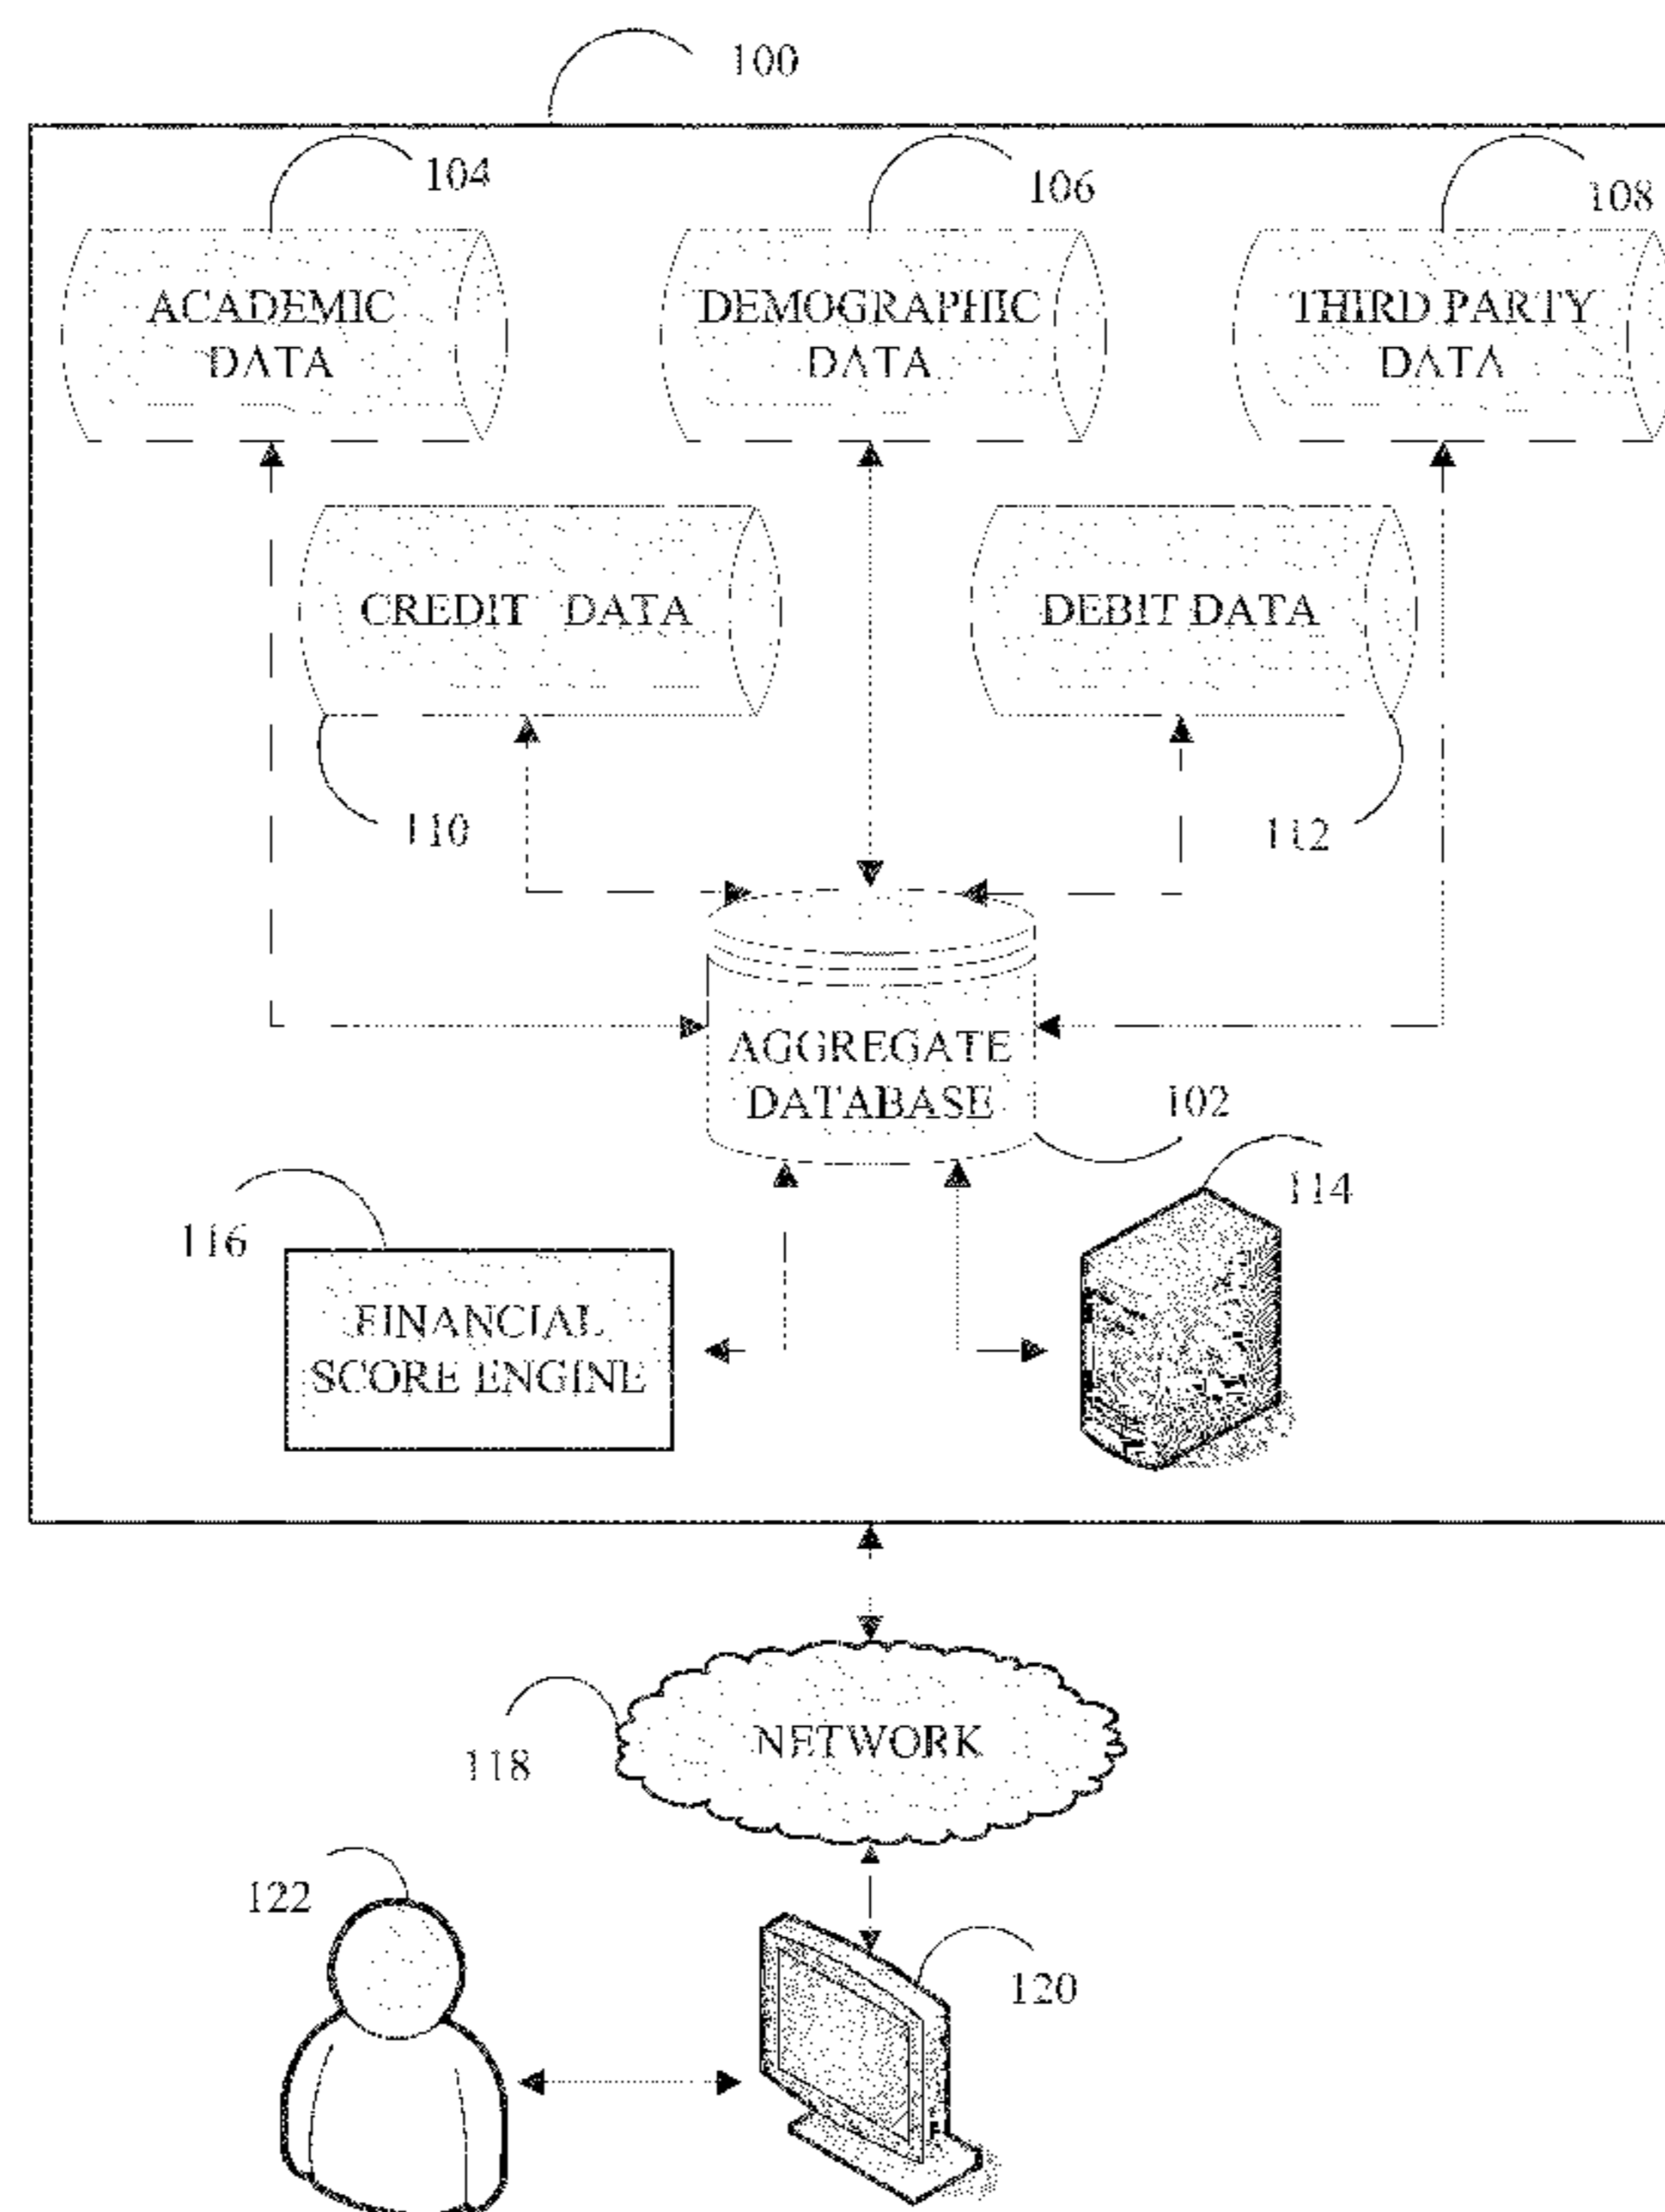 100
104
106
108
ACADEMIC
DATA
DEMOGRAPHIC
DATA
THIRD PARTY
DATA
CREDIT DATA
DEBIT DATA
110
112
AGGREGATE
DATABASE
102
114
116
FINANCIAL
SCORE ENGINE
NETWORK
118
122
120